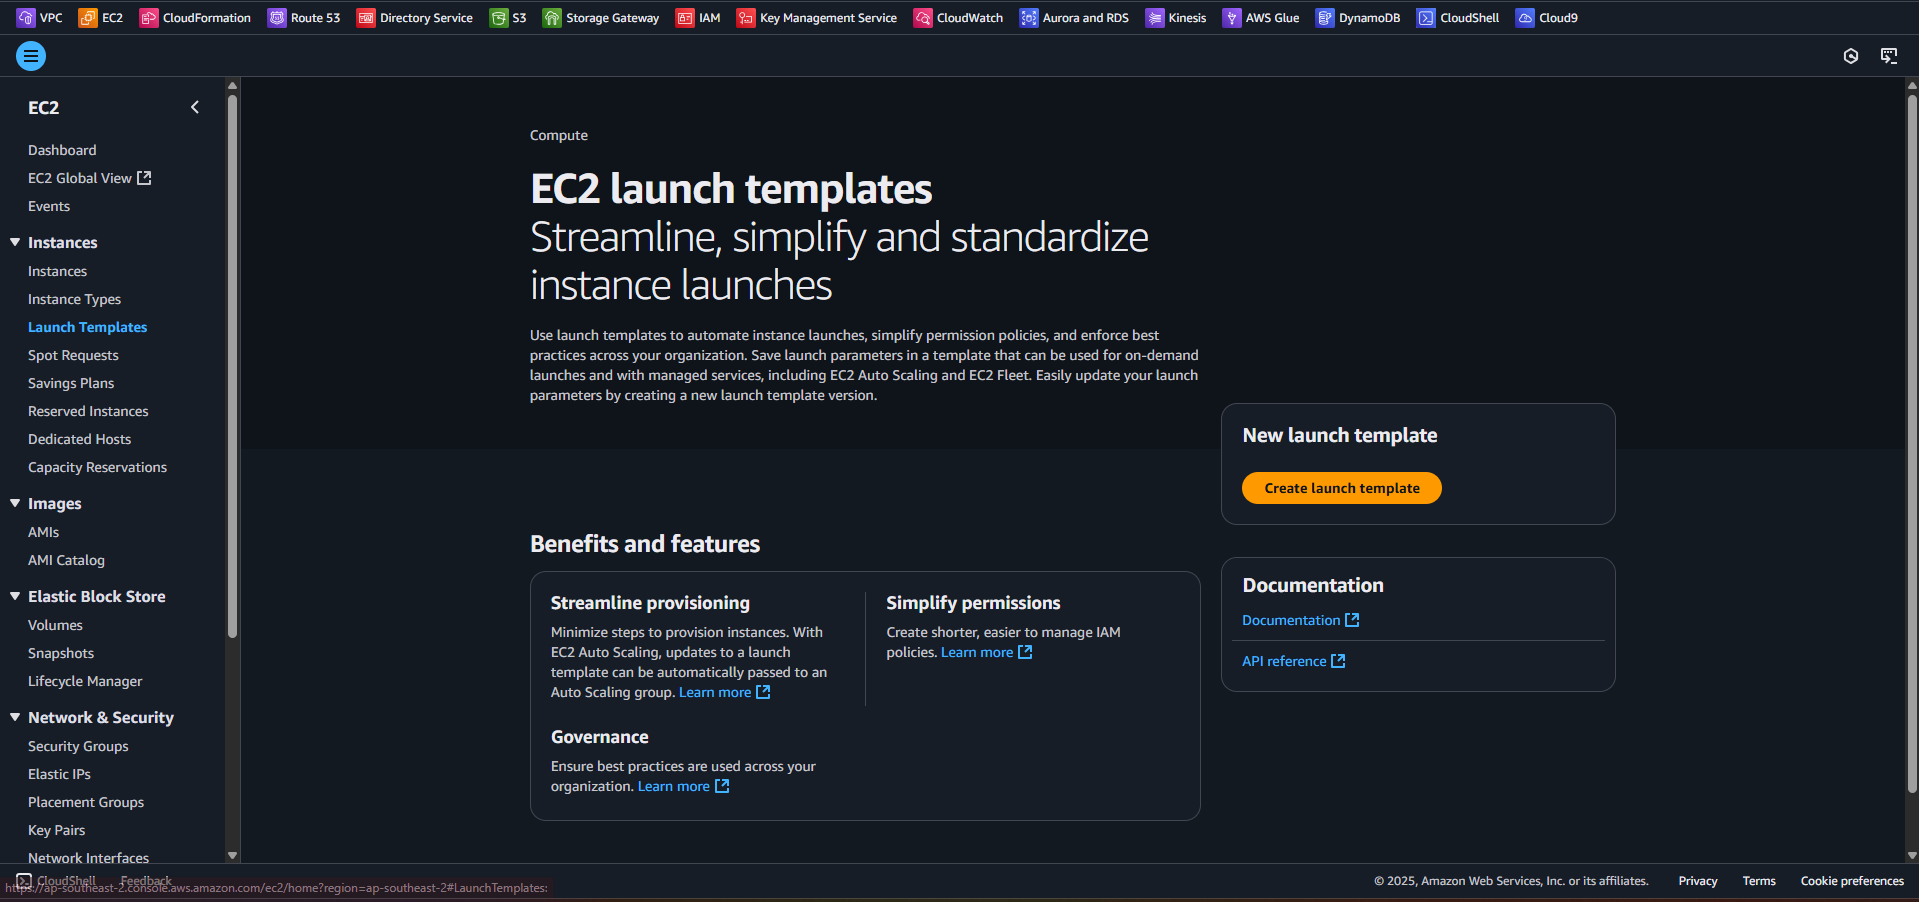 VPC EC2 CloudFormation Route 53 Directory Service S3 Storage Gateway IAM Key Management Service CloudWatch Aurora and RDS Kinesis AWS Glue DynamoDB CloudShell Cloud9
EC2
Dashboard
EC2 Global View
Events
Instances
Instances
Instance Types
Launch Templates
Spot Requests
Savings Plans
Reserved Instances
Dedicated Hosts
Capacity Reservations
Images
AMIs
AMI Catalog
Elastic Block Store
Volumes
Snapshots
Lifecycle Manager
Network & Security
Security Groups
Elastic IPs
Placement Groups
Key Pairs
Network Interfaces
Compute
EC2 launch templates
Streamline, simplify and standardize
instance launches
Use launch templates to automate instance launches, simplify permission policies, and enforce best
practices across your organization. Save launch parameters in a template that can be used for on-demand
launches and with managed services, including EC2 Auto Scaling and EC2 Fleet. Easily update your launch
parameters by creating a new launch template version.
New launch template
Create launch template
Benefits and features
Streamline provisioning
Minimize steps to provision instances. With
EC2 Auto Scaling, updates to a launch
template can be automatically passed to an
Auto Scaling group. Learn more
Simplify permissions
Create shorter, easier to manage IAM
policies. Learn more
Governance
Ensure best practices are used across your
organization. Learn more
Documentation
Documentation
API reference
CloudShell Feedback
https://ap-southeast-2.console.aws.amazon.com/ec2/home?region=ap-southeast-2#LaunchTemplates:
© 2025, Amazon Web Services, Inc. or its affiliates. Privacy Terms Cookie preferences